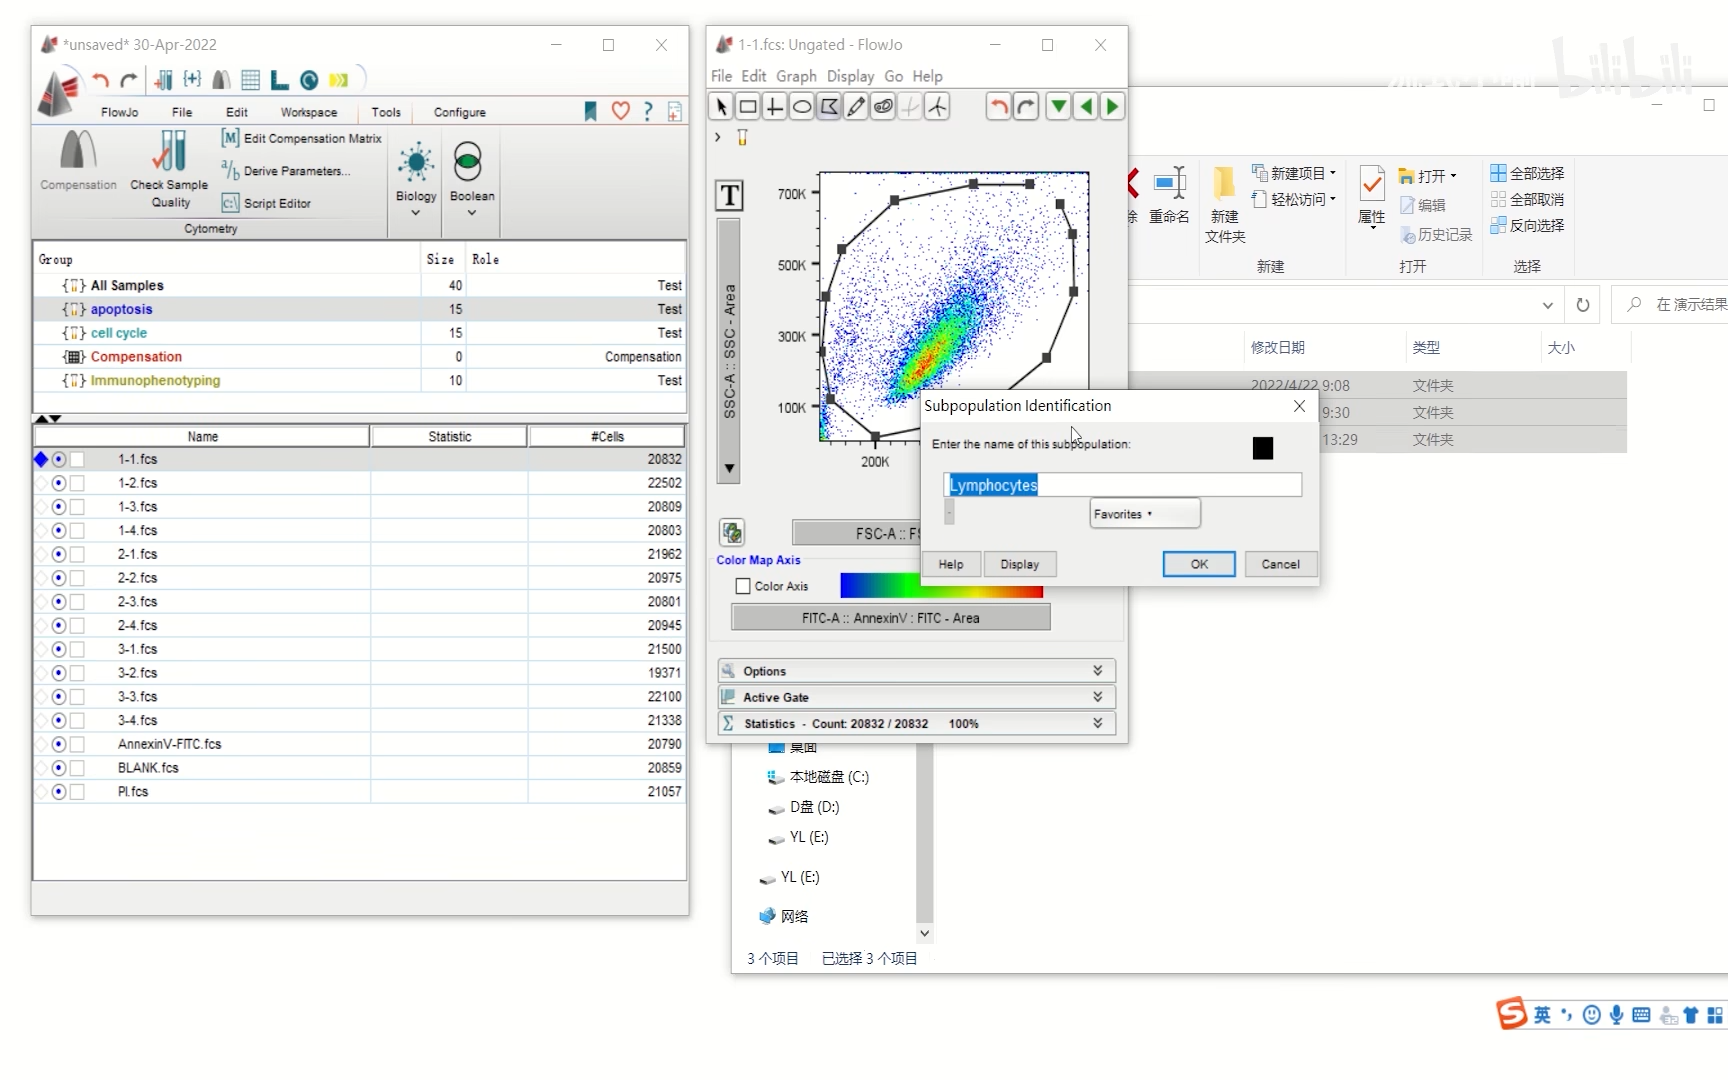 *unsaved* 30-Apr-2022
FlowJo File Edit Workspace Tools Configure
Compensation
Check Sample Quality
[M] Edit Compensation Matrix
a/b Derive Parameters...
c:\ Script Editor
Biology
Boolean
Cytometry
Group Size Role
{} All Samples 40 Test
{} apoptosis 15 Test
{} cell cycle 15 Test
{} Compensation 0 Compensation
{} Immunophenotyping 10 Test
Name Statistic #Cells
1-1.fcs 20832
1-2.fcs 22502
1-3.fcs 20809
1-4.fcs 20803
2-1.fcs 21962
2-2.fcs 20975
2-3.fcs 20801
2-4.fcs 20945
3-1.fcs 21500
3-2.fcs 19371
3-3.fcs 22100
3-4.fcs 21338
AnnexinV-FITC.fcs 20790
BLANK.fcs 20859
PI.fcs 21057
1-1.fcs: Ungated - FlowJo
File Edit Graph Display Go Help
T
700K
500K
300K
100K
200K
SSC-A :: SSC - Area
FSC-A :: FS
Color Map Axis
Color Axis
FITC-A :: AnnexinV : FITC - Area
Options
Active Gate
Statistics - Count: 20832 / 20832 100%
Subpopulation Identification
Enter the name of this subpopulation:
Lymphocytes
Favorites
Help Display OK Cancel
bilibili
除
重命名
新建
文件夹
新建项目
轻松访问
新建
属性
打开
编辑
历史记录
打开
全部选择
全部取消
反向选择
选择
在 演示结果
修改日期 类型 大小
2022/4/22 9:08 文件夹
9:30 文件夹
13:29 文件夹
桌面
本地磁盘 (C:)
D盘 (D:)
YL (E:)
YL (E:)
网络
3 个项目 已选择 3 个项目
S 英